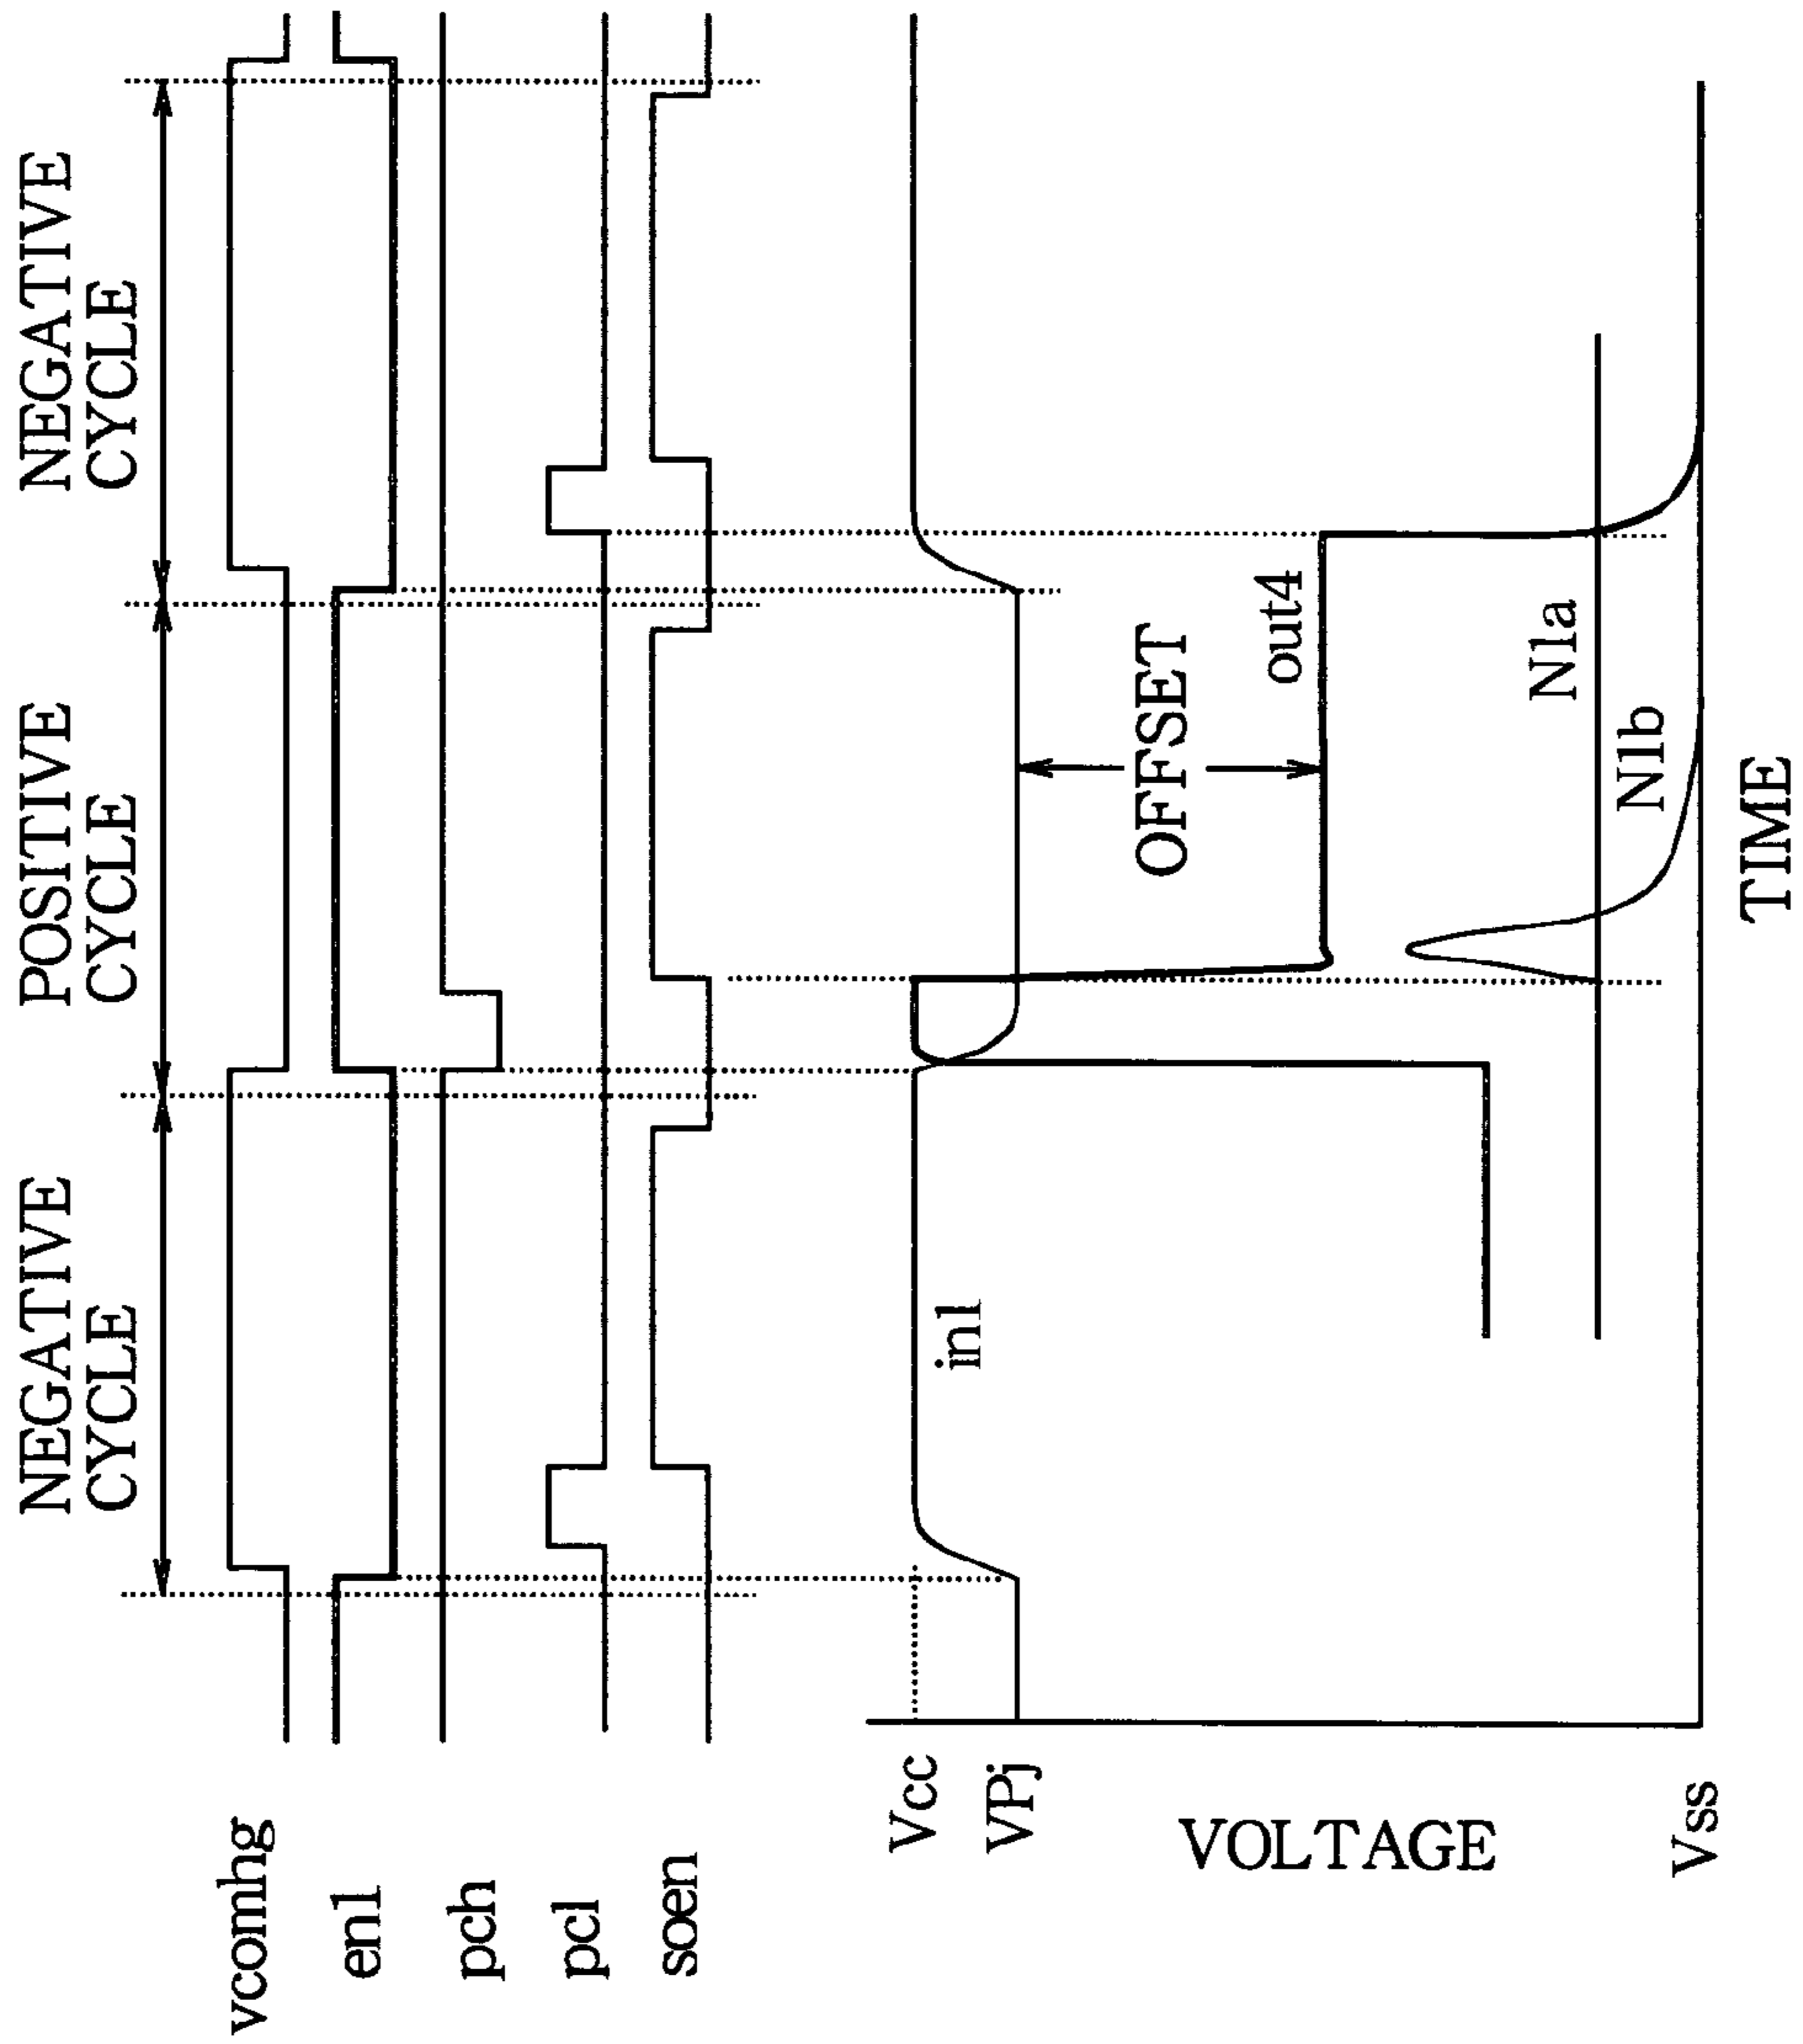 NEGATIVE
CYCLE
POSITIVE
CYCLE
NEGATIVE
CYCLE
vcomhg
en1
pch
pcl
soen
Vcc
VPj
VOLTAGE
Vss
in1
OFFSET
out4
N1a
N1b
TIME